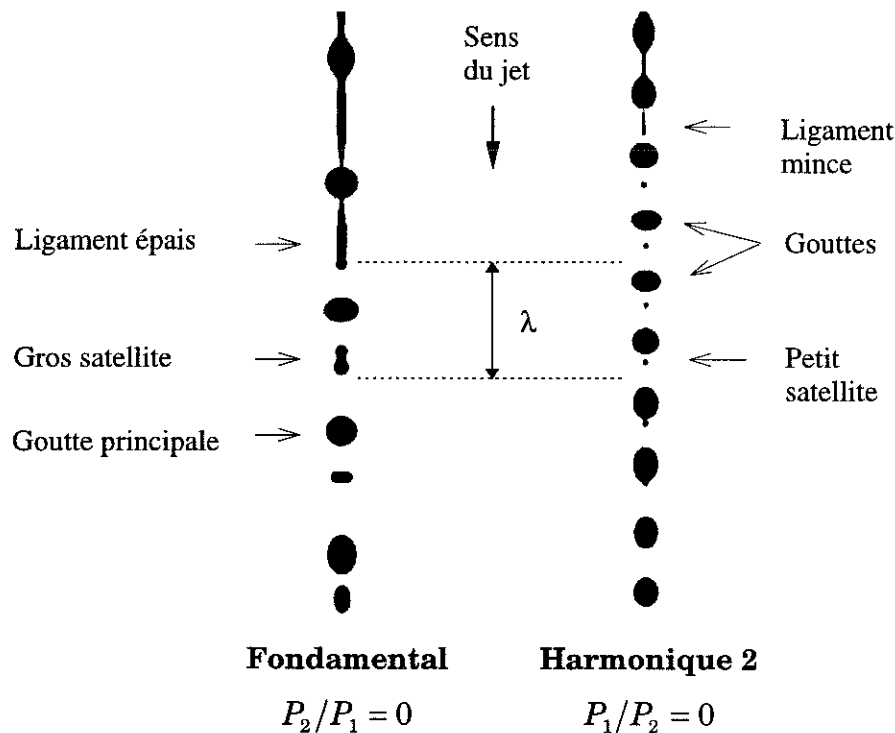 Sens
du jet
Ligament
mince
Ligament épais
Gouttes
λ
Gros satellite
Petit
satellite
Goutte principale
Fondamental
Harmonique 2
P₂/P₁ = 0
P₁/P₂ = 0